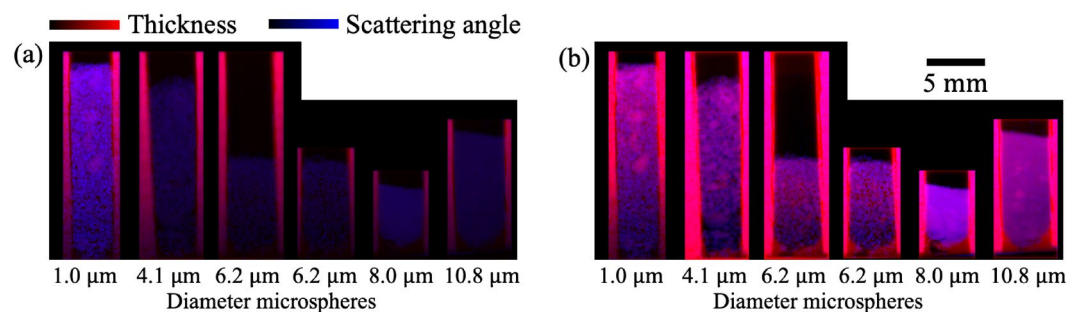 Thickness Scattering angle
(a)
1.0 μm 4.1 μm 6.2 μm 6.2 μm 8.0 μm 10.8 μm
Diameter microspheres
(b)
5 mm
1.0 μm 4.1 μm 6.2 μm 6.2 μm 8.0 μm 10.8 μm
Diameter microspheres